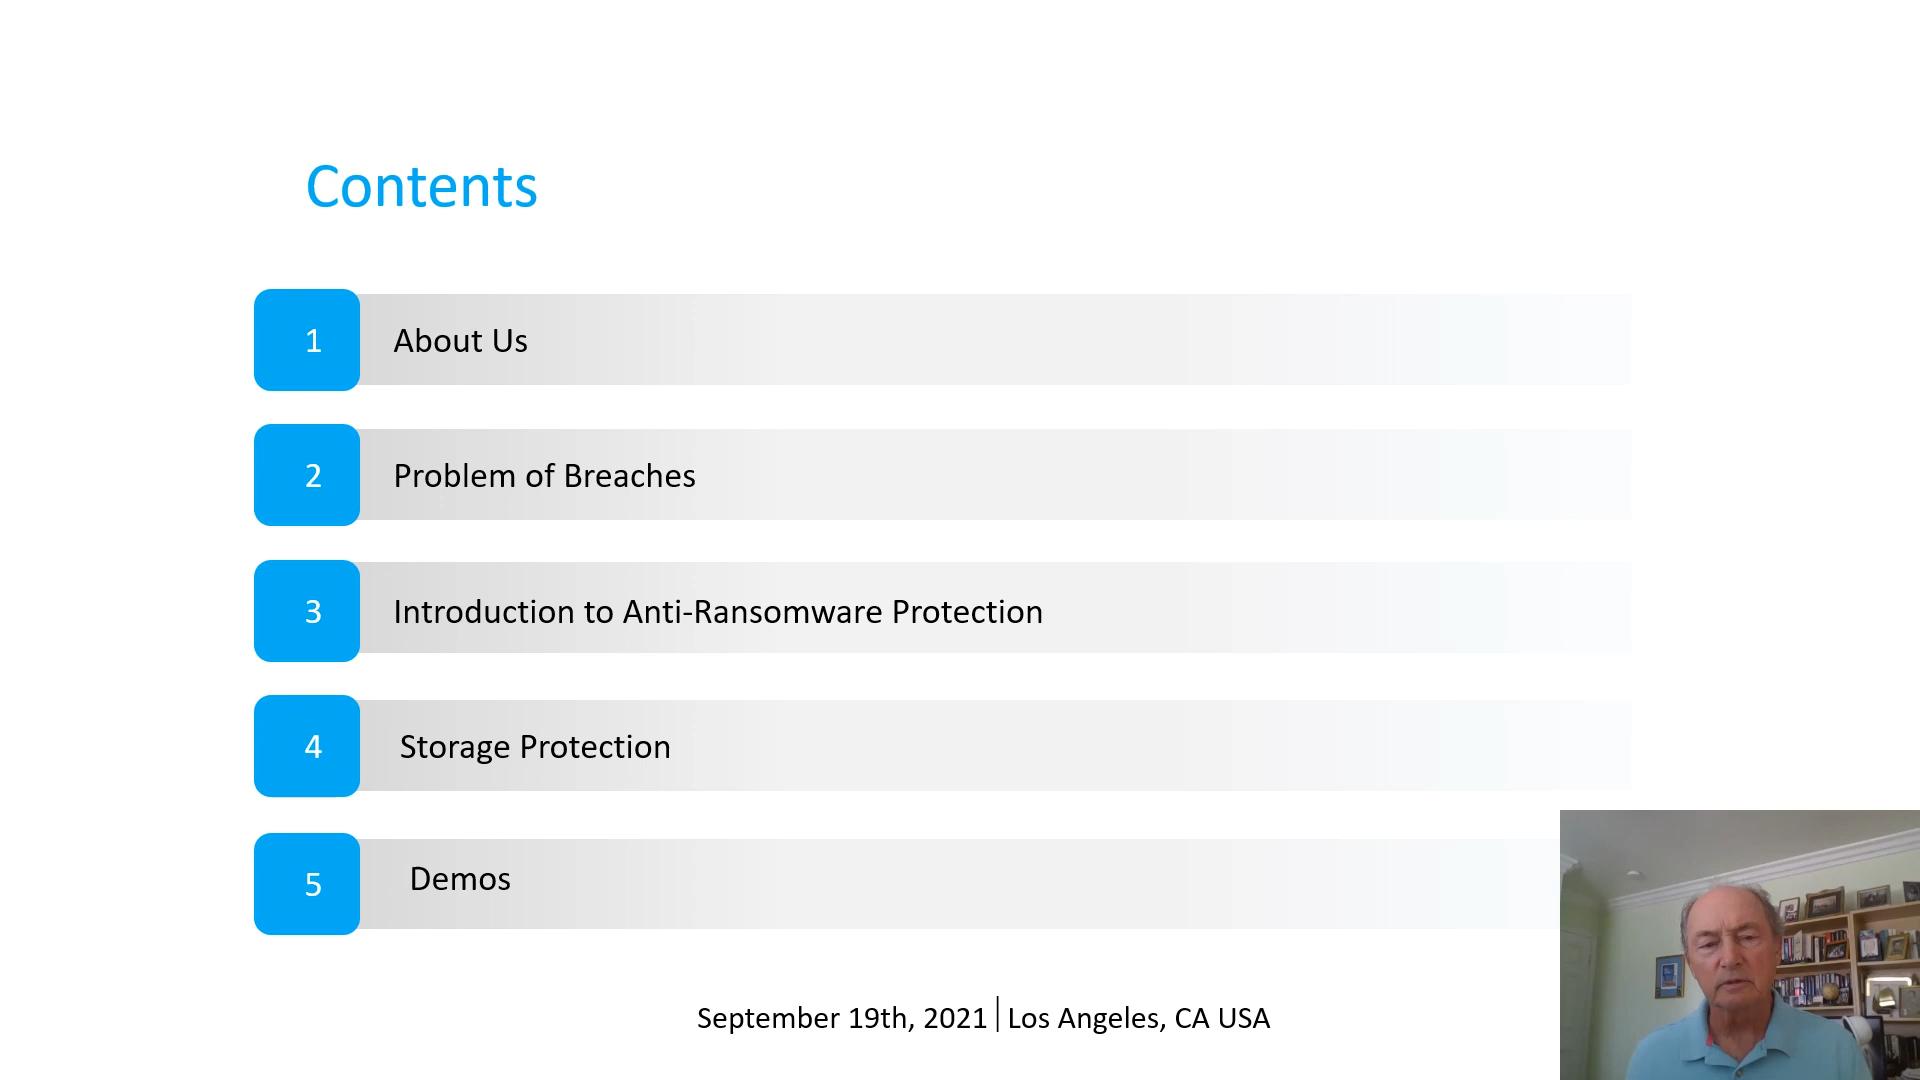 Contents
1 About Us
2 Problem of Breaches
3 Introduction to Anti-Ransomware Protection
4 Storage Protection
5 Demos
September 19th, 2021 | Los Angeles, CA USA